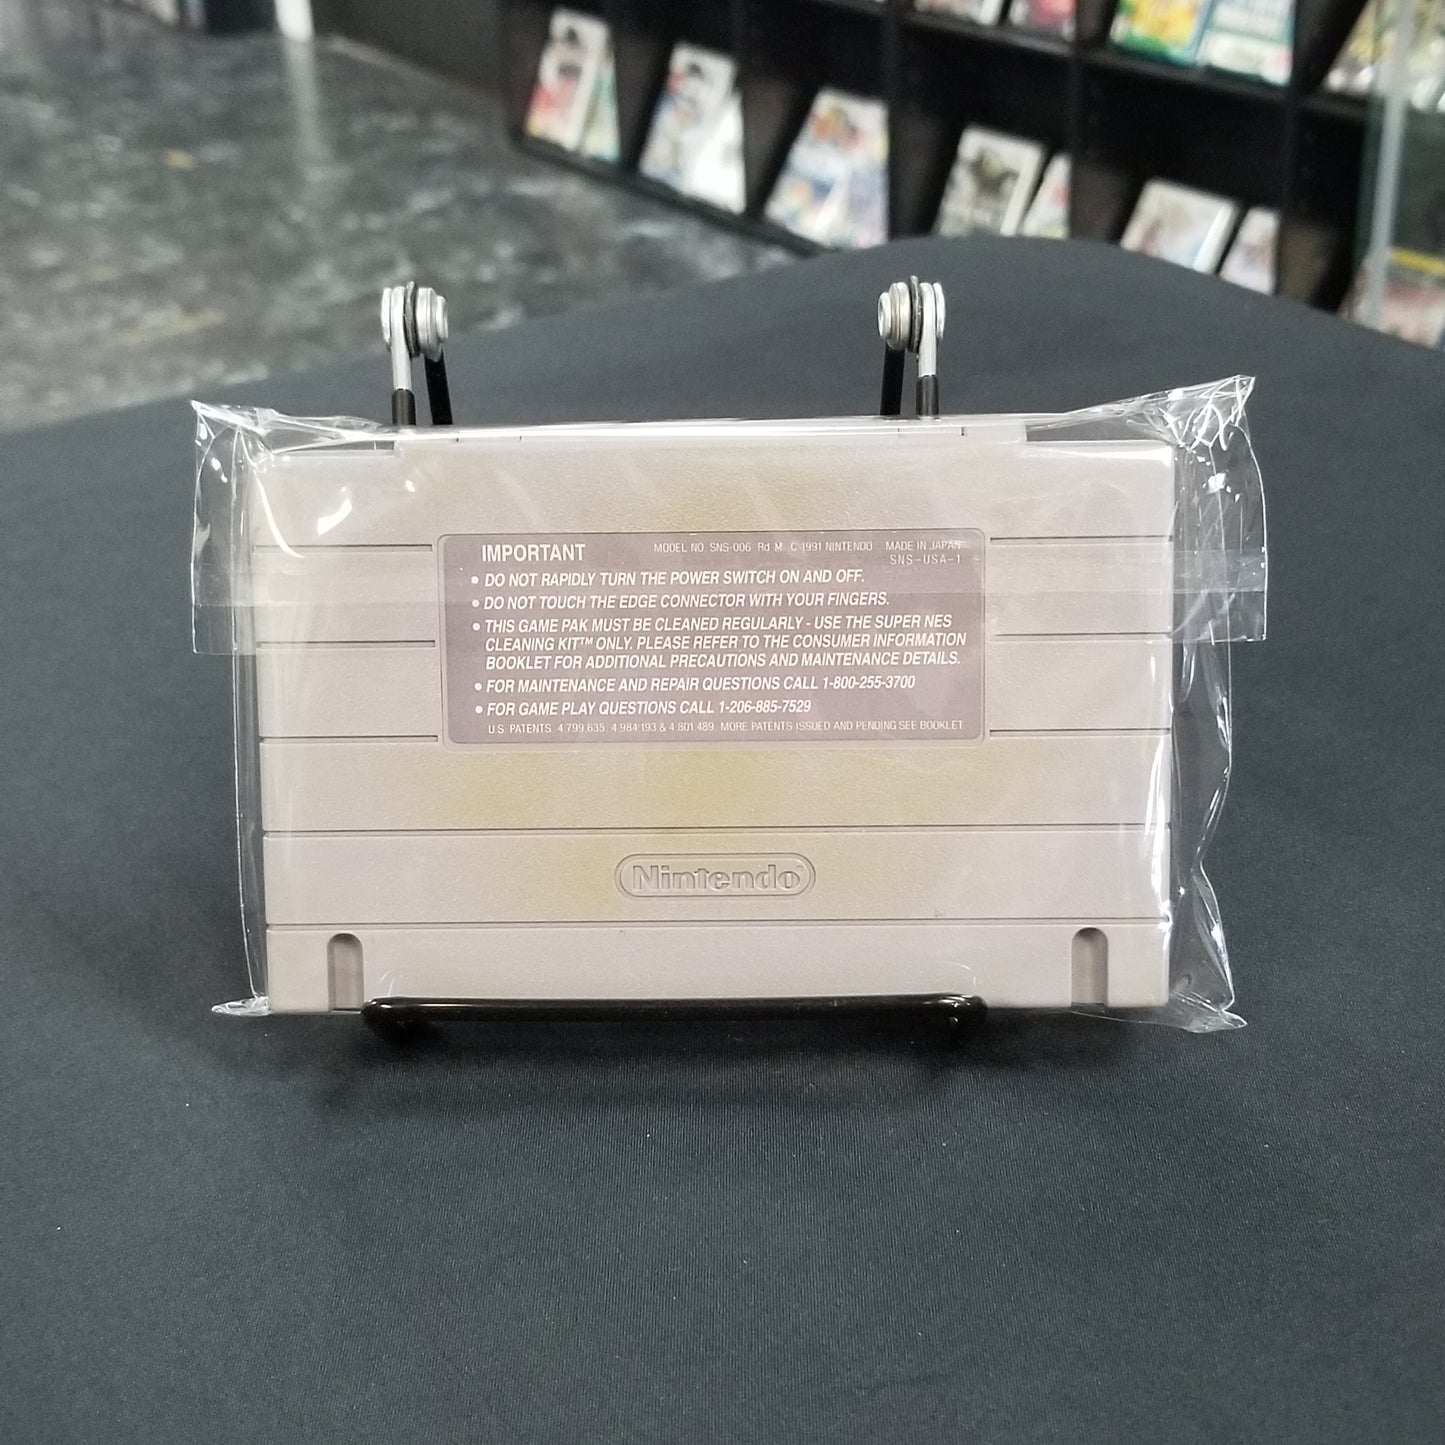 IMPORTANT MODEL NO. SNS-006 Rd M © 1991 NINTENDO MADE IN JAPAN
SNS-USA-1
• DO NOT RAPIDLY TURN THE POWER SWITCH ON AND OFF.
• DO NOT TOUCH THE EDGE CONNECTOR WITH YOUR FINGERS.
• THIS GAME PAK MUST BE CLEANED REGULARLY - USE THE SUPER NES
CLEANING KIT™ ONLY. PLEASE REFER TO THE CONSUMER INFORMATION
BOOKLET FOR ADDITIONAL PRECAUTIONS AND MAINTENANCE DETAILS.
• FOR MAINTENANCE AND REPAIR QUESTIONS CALL 1-800-255-3700
• FOR GAME PLAY QUESTIONS CALL 1-206-885-7529
U.S. PATENTS 4,799,635, 4,984,193 & 4,801,489. MORE PATENTS ISSUED AND PENDING SEE BOOKLET.
Nintendo